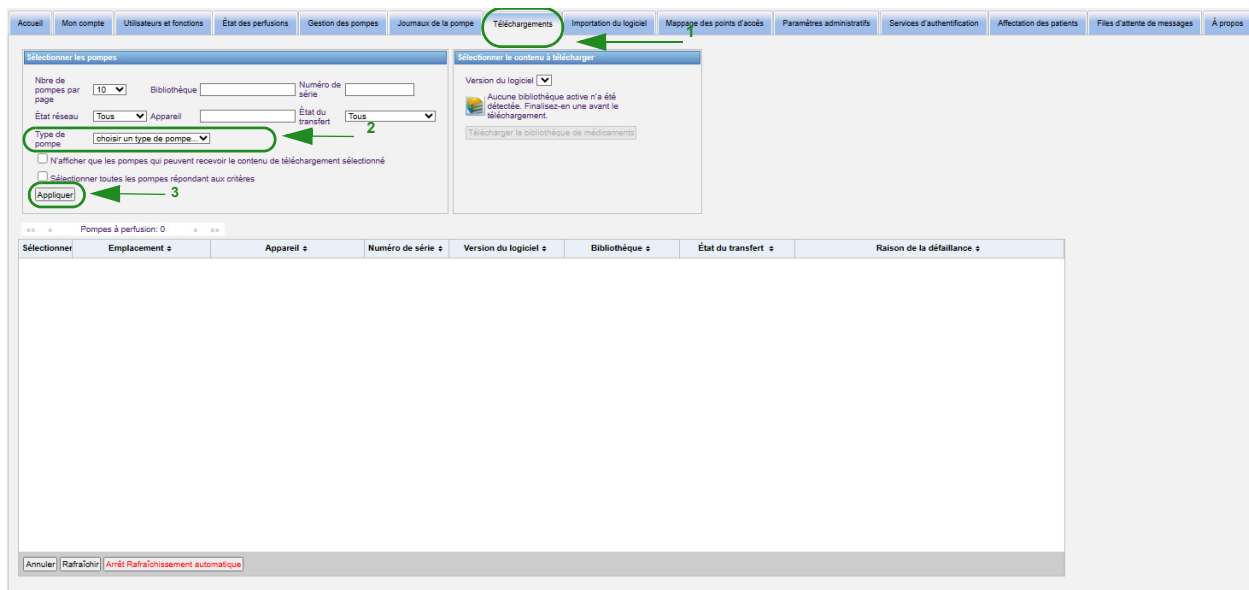 Accueil Mon compte Utilisateurs et fonctions État des perfusions Gestion des pompes Journaux de la pompe Téléchargements Importation du logiciel Mappage des points d'accès Paramètres administratifs Services d'authentification Affectation des patients Files d'attente de messages À propos
1
Sélectionner les pompes
Nbre de pompes par page 10 Bibliothèque Numéro de série
État réseau Tous Appareil État du transfert Tous
2
Type de pompe choisir un type de pompe...
N'afficher que les pompes qui peuvent recevoir le contenu de téléchargement sélectionné
Sélectionner toutes les pompes répondant aux critères
Appliquer
3
Sélectionner le contenu à télécharger
Version du logiciel
Aucune bibliothèque active n'a été
détectée. Finalisez-en une avant le
téléchargement.
Télécharger la bibliothèque de médicaments
«« « Pompes à perfusion: 0 » »»
Sélectionner Emplacement Appareil Numéro de série Version du logiciel Bibliothèque État du transfert Raison de la défaillance
Annuler Rafraîchir Arrêt Rafraîchissement automatique